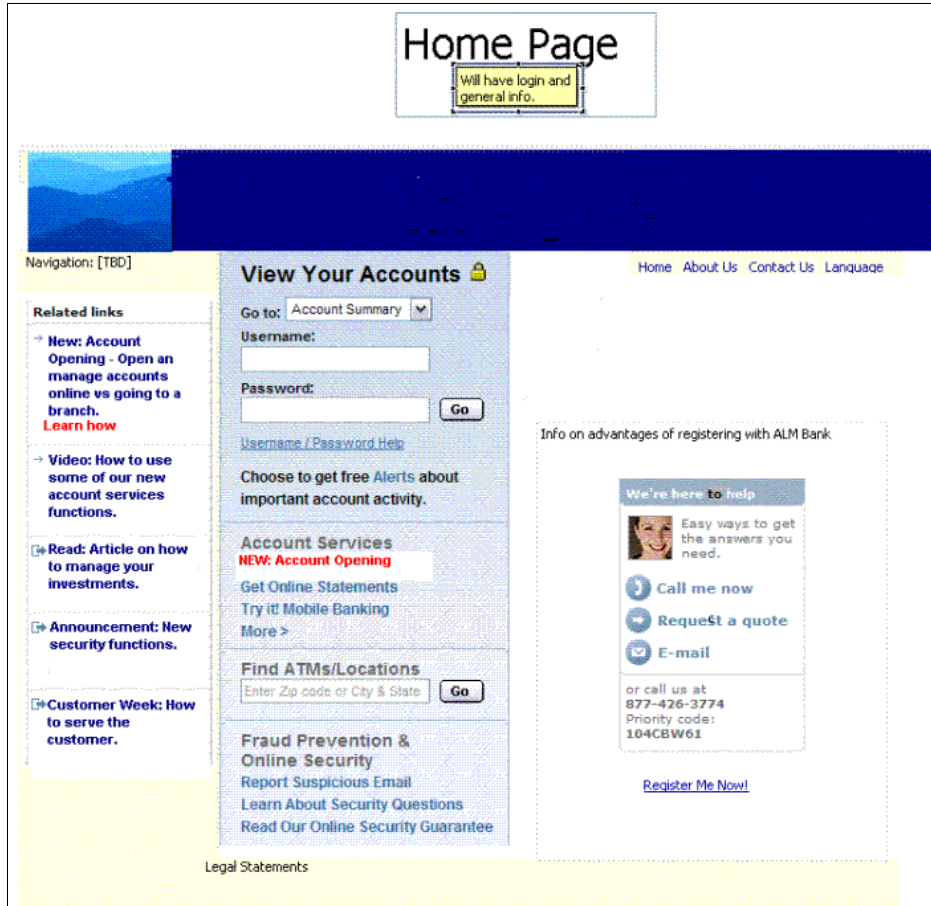 Home Page
Will have login and
general info.
Navigation: [TBD]
Home About Us Contact Us Language
Related links
New: Account
Opening - Open an
manage accounts
online vs going to a
branch.
Learn how
Video: How to use
some of our new
account services
functions.
Read: Article on how
to manage your
investments.
Announcement: New
security functions.
Customer Week: How
to serve the
customer.
View Your Accounts
Go to: Account Summary
Username:
Password:
Go
Username / Password Help
Choose to get free Alerts about
important account activity.
Account Services
NEW: Account Opening
Get Online Statements
Try it! Mobile Banking
More >
Find ATMs/Locations
Enter Zip code or City & State Go
Fraud Prevention &
Online Security
Report Suspicious Email
Learn About Security Questions
Read Our Online Security Guarantee
Info on advantages of registering with ALM Bank
We're here to help
Easy ways to get
the answers you
need.
Call me now
Request a quote
E-mail
or call us at
877-426-3774
Priority code:
104CBW61
Register Me Now!
Legal Statements